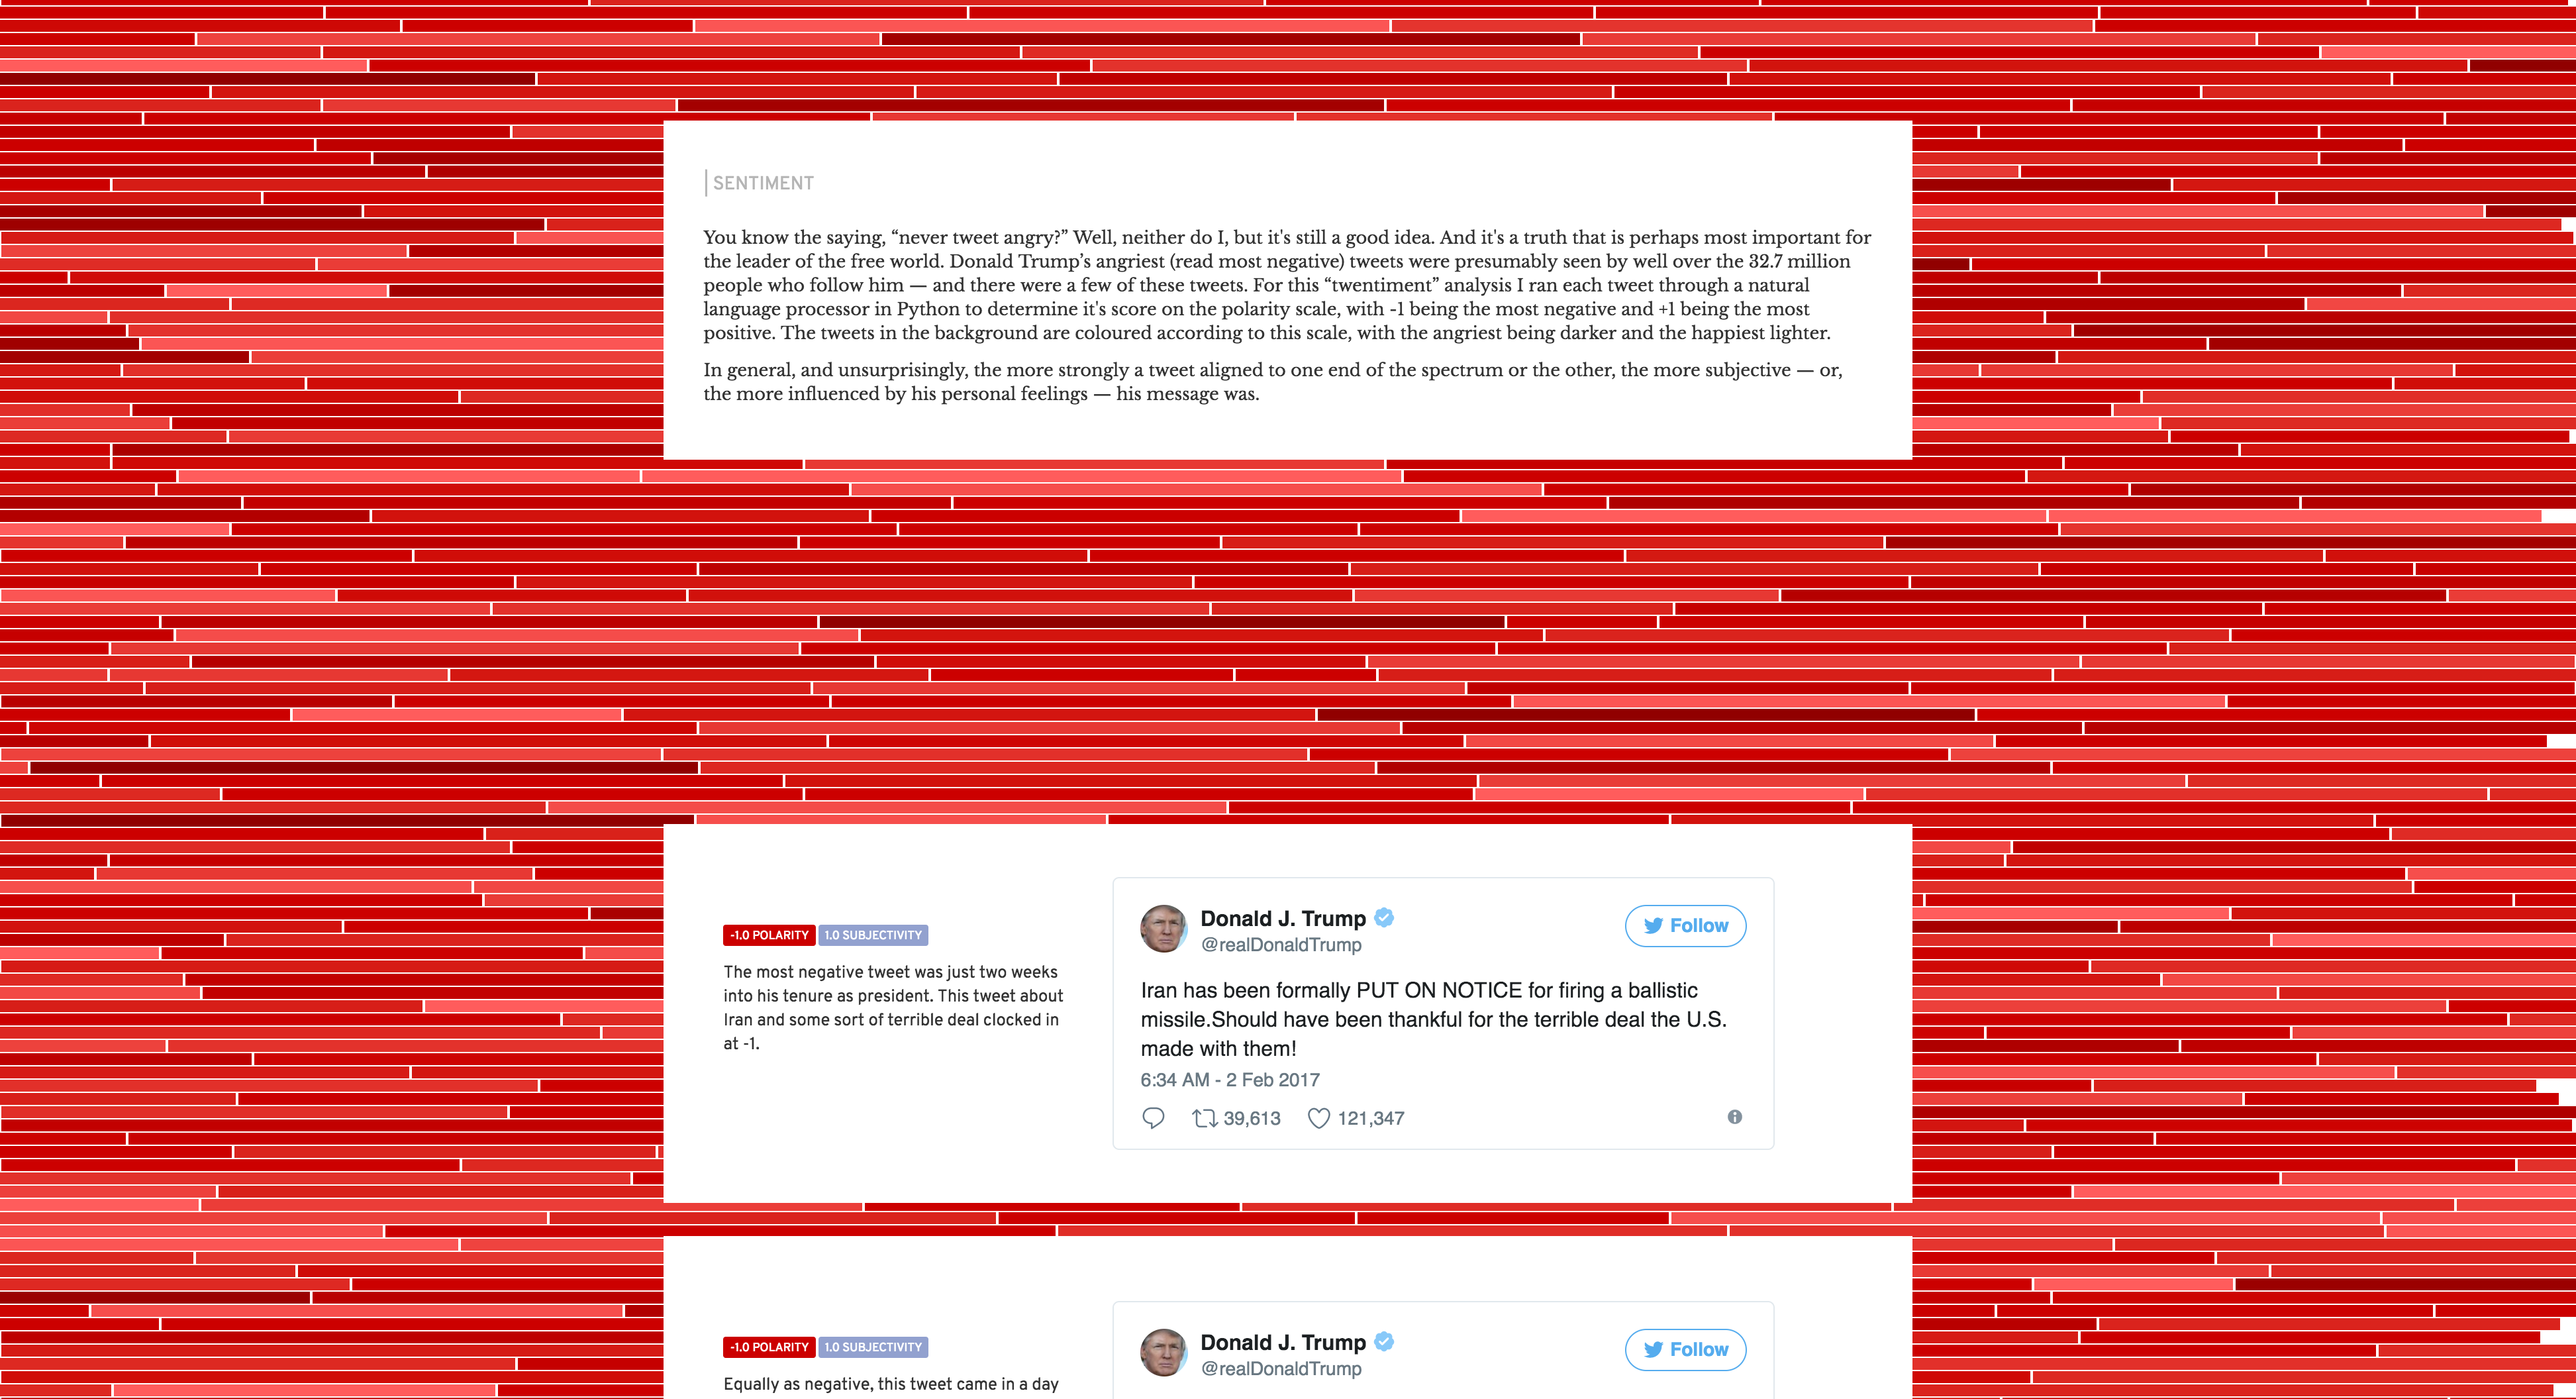 SENTIMENT
You know the saying, “never tweet angry?” Well, neither do I, but it's still a good idea. And it's a truth that is perhaps most important for
the leader of the free world. Donald Trump’s angriest (read most negative) tweets were presumably seen by well over the 32.7 million
people who follow him — and there were a few of these tweets. For this “twentiment” analysis I ran each tweet through a natural
language processor in Python to determine it's score on the polarity scale, with -1 being the most negative and +1 being the most
positive. The tweets in the background are coloured according to this scale, with the angriest being darker and the happiest lighter.
In general, and unsurprisingly, the more strongly a tweet aligned to one end of the spectrum or the other, the more subjective — or,
the more influenced by his personal feelings — his message was.
-1.0 POLARITY 1.0 SUBJECTIVITY
The most negative tweet was just two weeks
into his tenure as president. This tweet about
Iran and some sort of terrible deal clocked in
at -1.
Donald J. Trump
@realDonaldTrump
Follow
Iran has been formally PUT ON NOTICE for firing a ballistic
missile.Should have been thankful for the terrible deal the U.S.
made with them!
6:34 AM - 2 Feb 2017
39,613 121,347
-1.0 POLARITY 1.0 SUBJECTIVITY
Equally as negative, this tweet came in a day
Donald J. Trump
@realDonaldTrump
Follow